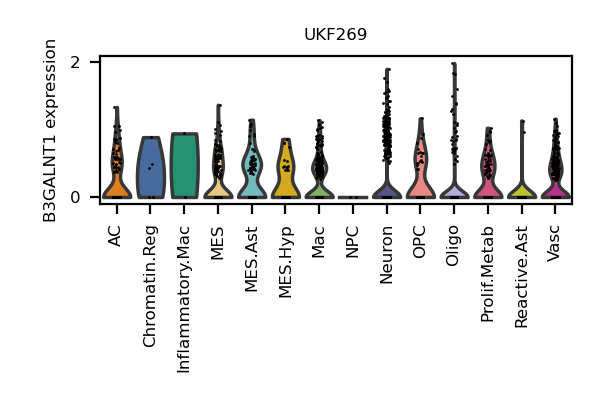 UKF269
B3GALNT1 expression
2
0
AC
Chromatin.Reg
Inflammatory.Mac
MES
MES.Ast
MES.Hyp
Mac
NPC
Neuron
OPC
Oligo
Prolif.Metab
Reactive.Ast
Vasc